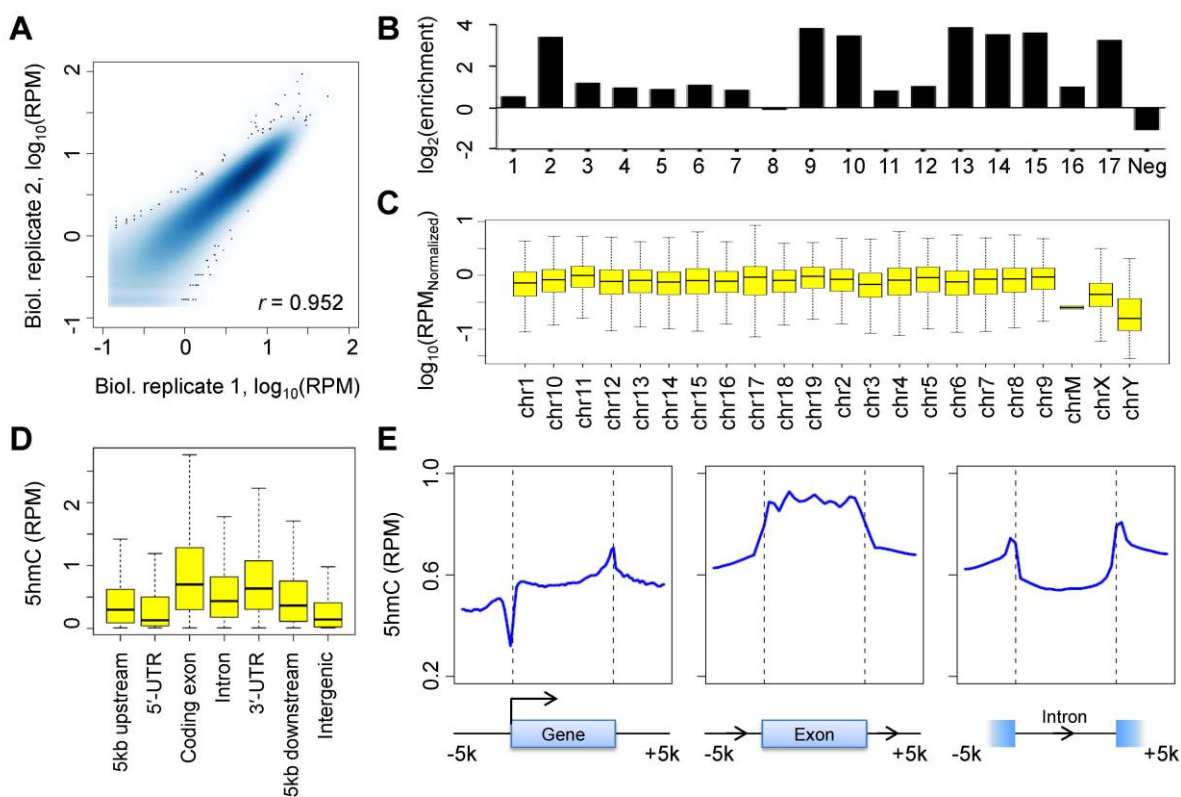 A
Biol. replicate 2, log10(RPM)
2
1
0
-1
r = 0.952
-1
0
1
2
Biol. replicate 1, log10(RPM)
B
log2(enrichment)
4
2
0
-2
1 2 3 4 5 6 7 8 9 10 11 12 13 14 15 16 17 Neg
C
log10(RPMNormalized)
1
0
-1
chr1
chr10
chr11
chr12
chr13
chr14
chr15
chr16
chr17
chr18
chr19
chr2
chr3
chr4
chr5
chr6
chr7
chr8
chr9
chrM
chrX
chrY
D
5hmC (RPM)
2
1
0
5kb upstream
5′-UTR
Coding exon
Intron
3′-UTR
5kb downstream
Intergenic
E
5hmC (RPM)
1.0
0.6
0.2
Gene
-5k
+5k
Exon
-5k
+5k
Intron
-5k
+5k